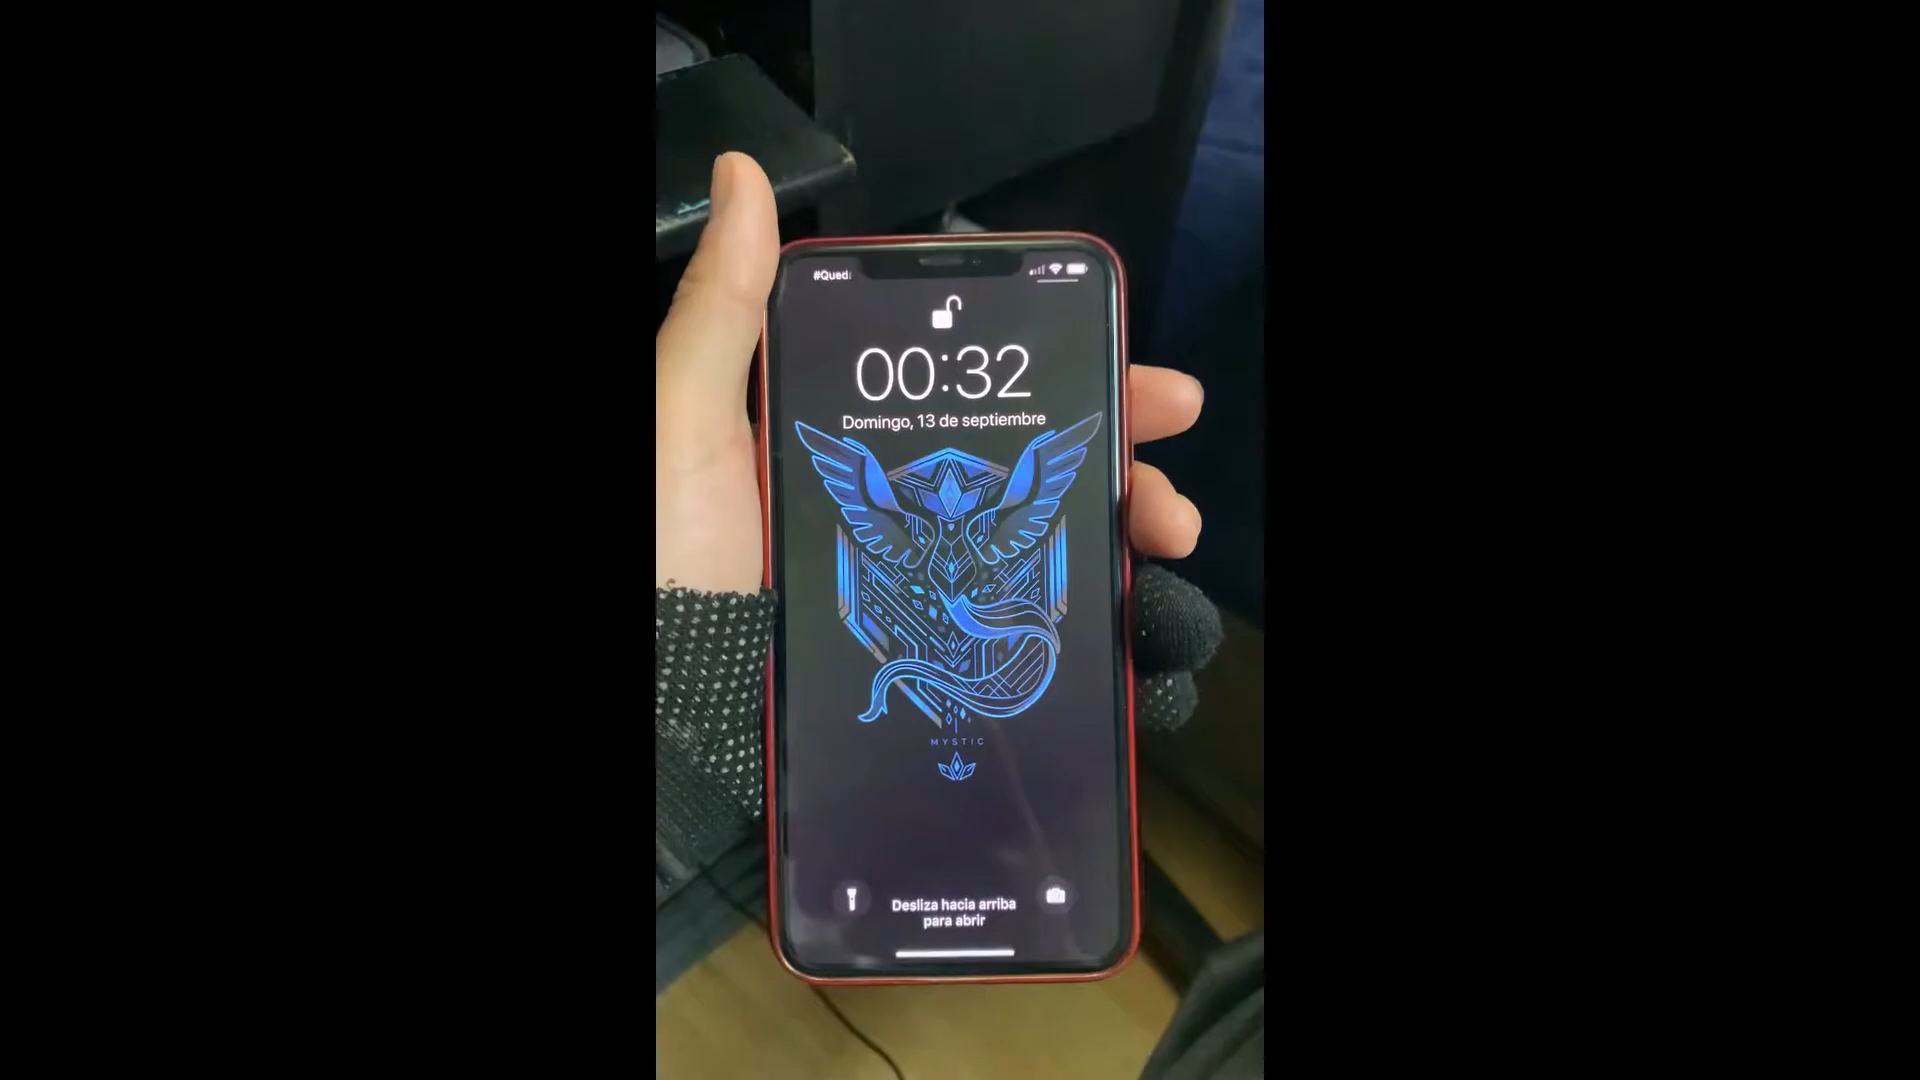 #Qued
00:32
Domingo, 13 de septiembre
MYSTIC
Desliza hacia arriba
para abrir